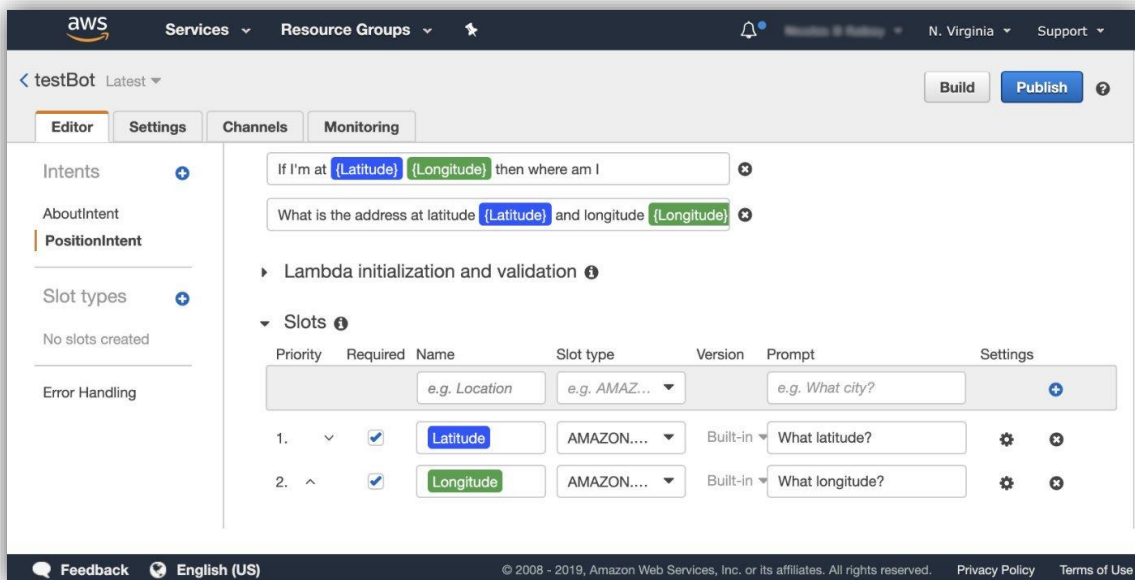 aws Services Resource Groups N. Virginia Support
testBot Latest Build Publish
Editor Settings Channels Monitoring
Intents
If I'm at {Latitude} {Longitude} then where am I
AboutIntent
What is the address at latitude {Latitude} and longitude {Longitude}
PositionIntent
Lambda initialization and validation
Slot types
No slots created
Slots
Priority Required Name Slot type Version Prompt Settings
Error Handling
e.g. Location e.g. AMAZ... e.g. What city?
1. Latitude AMAZON.... Built-in What latitude?
2. Longitude AMAZON.... Built-in What longitude?
Feedback English (US) © 2008 - 2019, Amazon Web Services, Inc. or its affiliates. All rights reserved. Privacy Policy Terms of Use